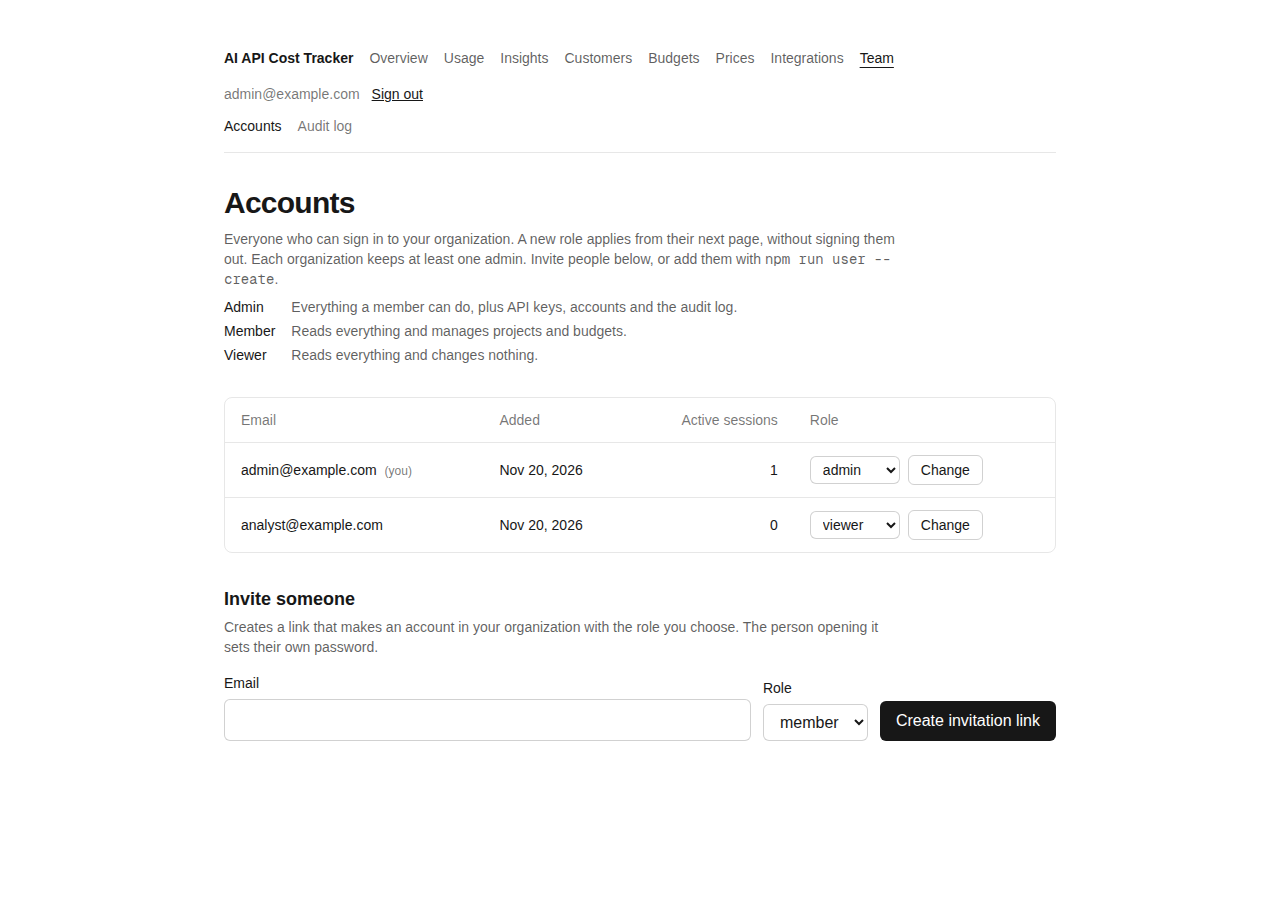 AI API Cost Tracker Overview Usage Insights Customers Budgets Prices Integrations Team
admin@example.com Sign out
Accounts Audit log
Accounts
Everyone who can sign in to your organization. A new role applies from their next page, without signing them
out. Each organization keeps at least one admin. Invite people below, or add them with npm run user --
create.
Admin Everything a member can do, plus API keys, accounts and the audit log.
Member Reads everything and manages projects and budgets.
Viewer Reads everything and changes nothing.
Email Added Active sessions Role
admin@example.com (you) Nov 20, 2026 1 admin Change
analyst@example.com Nov 20, 2026 0 viewer Change
Invite someone
Creates a link that makes an account in your organization with the role you choose. The person opening it
sets their own password.
Email Role
member Create invitation link